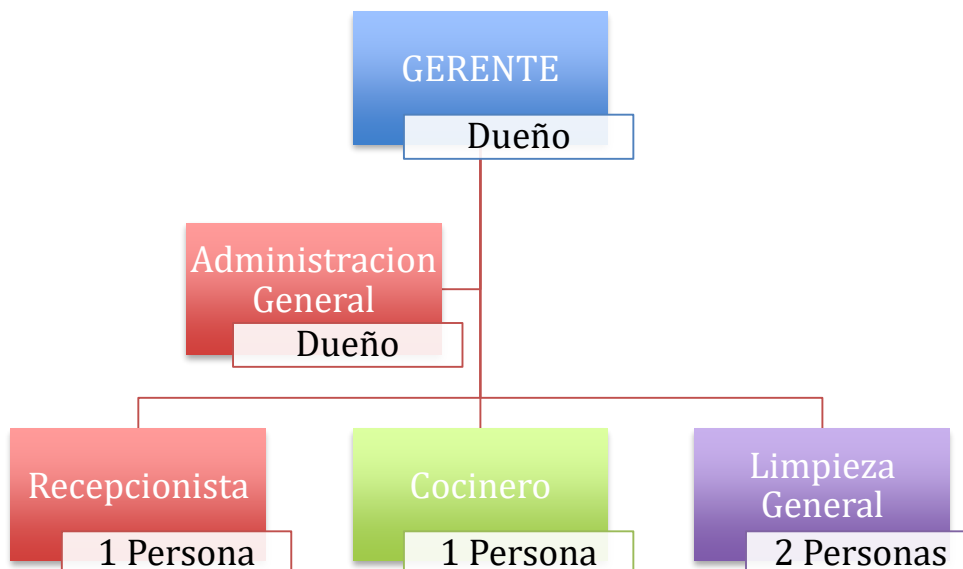 GERENTE
Dueño
Administracion
General
Dueño
Recepcionista
1 Persona
Cocinero
1 Persona
Limpieza
General
2 Personas